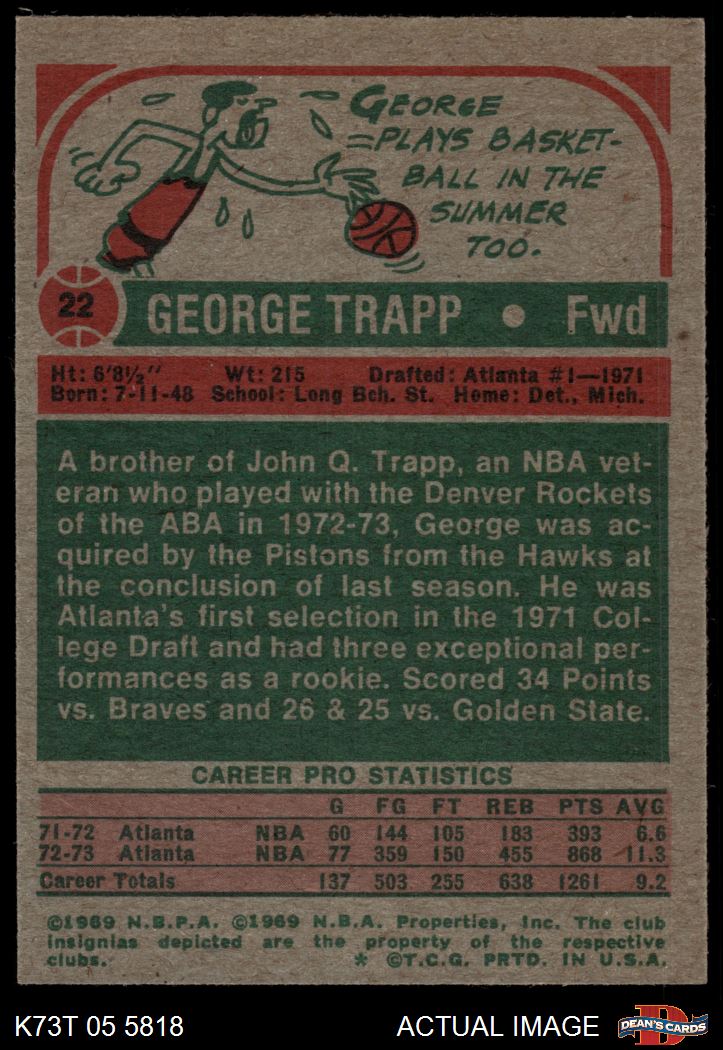 GEORGE
PLAYS BASKET-
BALL IN THE
SUMMER
TOO.
22 GEORGE TRAPP • Fwd
Ht: 6'8½" Wt: 215 Drafted: Atlanta #1—1971
Born: 7-11-48 School: Long Bch. St. Home: Det., Mich.
A brother of John Q. Trapp, an NBA vet-
eran who played with the Denver Rockets
of the ABA in 1972-73, George was ac-
quired by the Pistons from the Hawks at
the conclusion of last season. He was
Atlanta's first selection in the 1971 Col-
lege Draft and had three exceptional per-
formances as a rookie. Scored 34 Points
vs. Braves and 26 & 25 vs. Golden State.
CAREER PRO STATISTICS
G FG FT REB PTS AVG
71-72 Atlanta NBA 60 144 105 183 393 6.6
72-73 Atlanta NBA 77 359 150 455 868 11.3
Career Totals 137 503 255 638 1261 9.2
©1969 N.B.P.A. ©1969 N.B.A. Properties, Inc. The club
insignias depicted are the property of the respective
clubs. * ©T.C.G. PRTD. IN U.S.A.
K73T 05 5818 ACTUAL IMAGE D DEAN'S CARDS